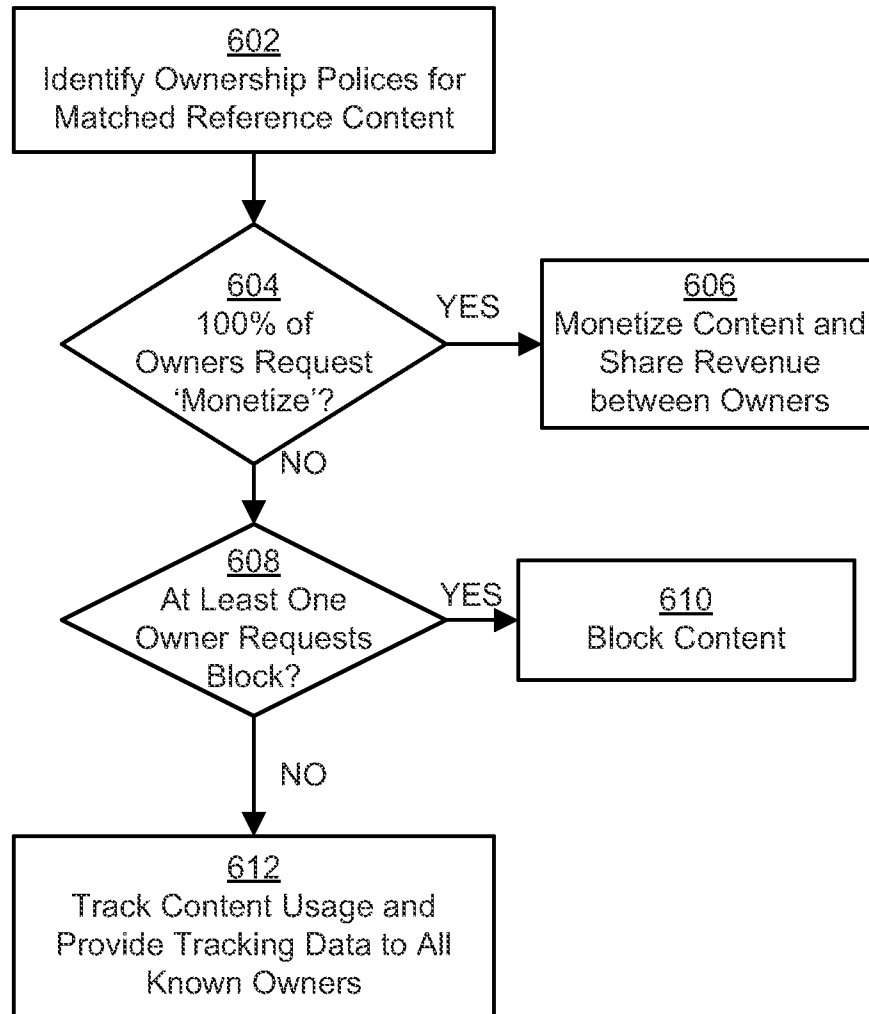 602
Identify Ownership Polices for
Matched Reference Content
604
100% of
Owners Request
‘Monetize’?
YES
606
Monetize Content and
Share Revenue
between Owners
NO
608
At Least One
Owner Requests
Block?
YES
610
Block Content
NO
612
Track Content Usage and
Provide Tracking Data to All
Known Owners